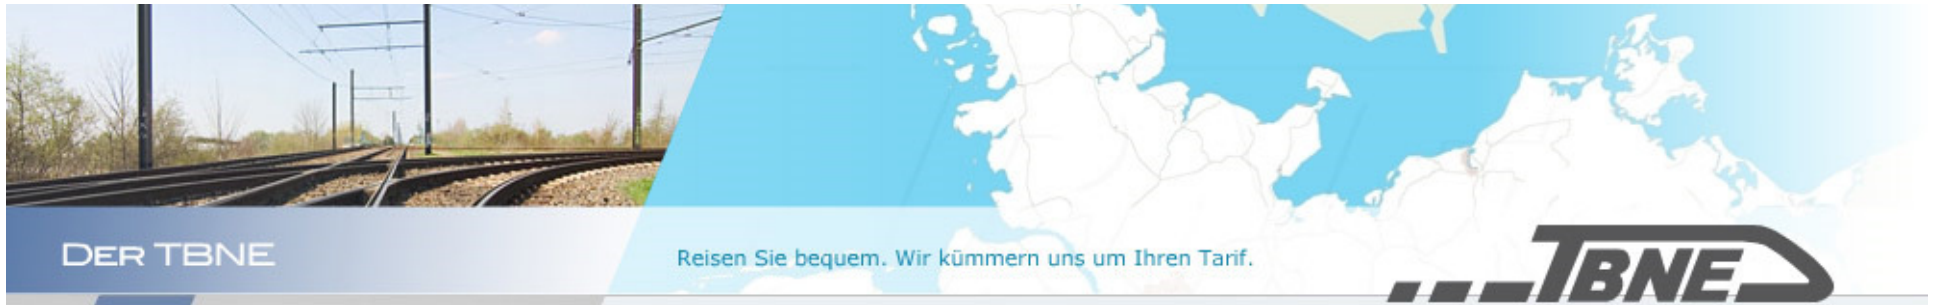 DER TBNE
Reisen Sie bequem. Wir kümmern uns um Ihren Tarif.
TBNE